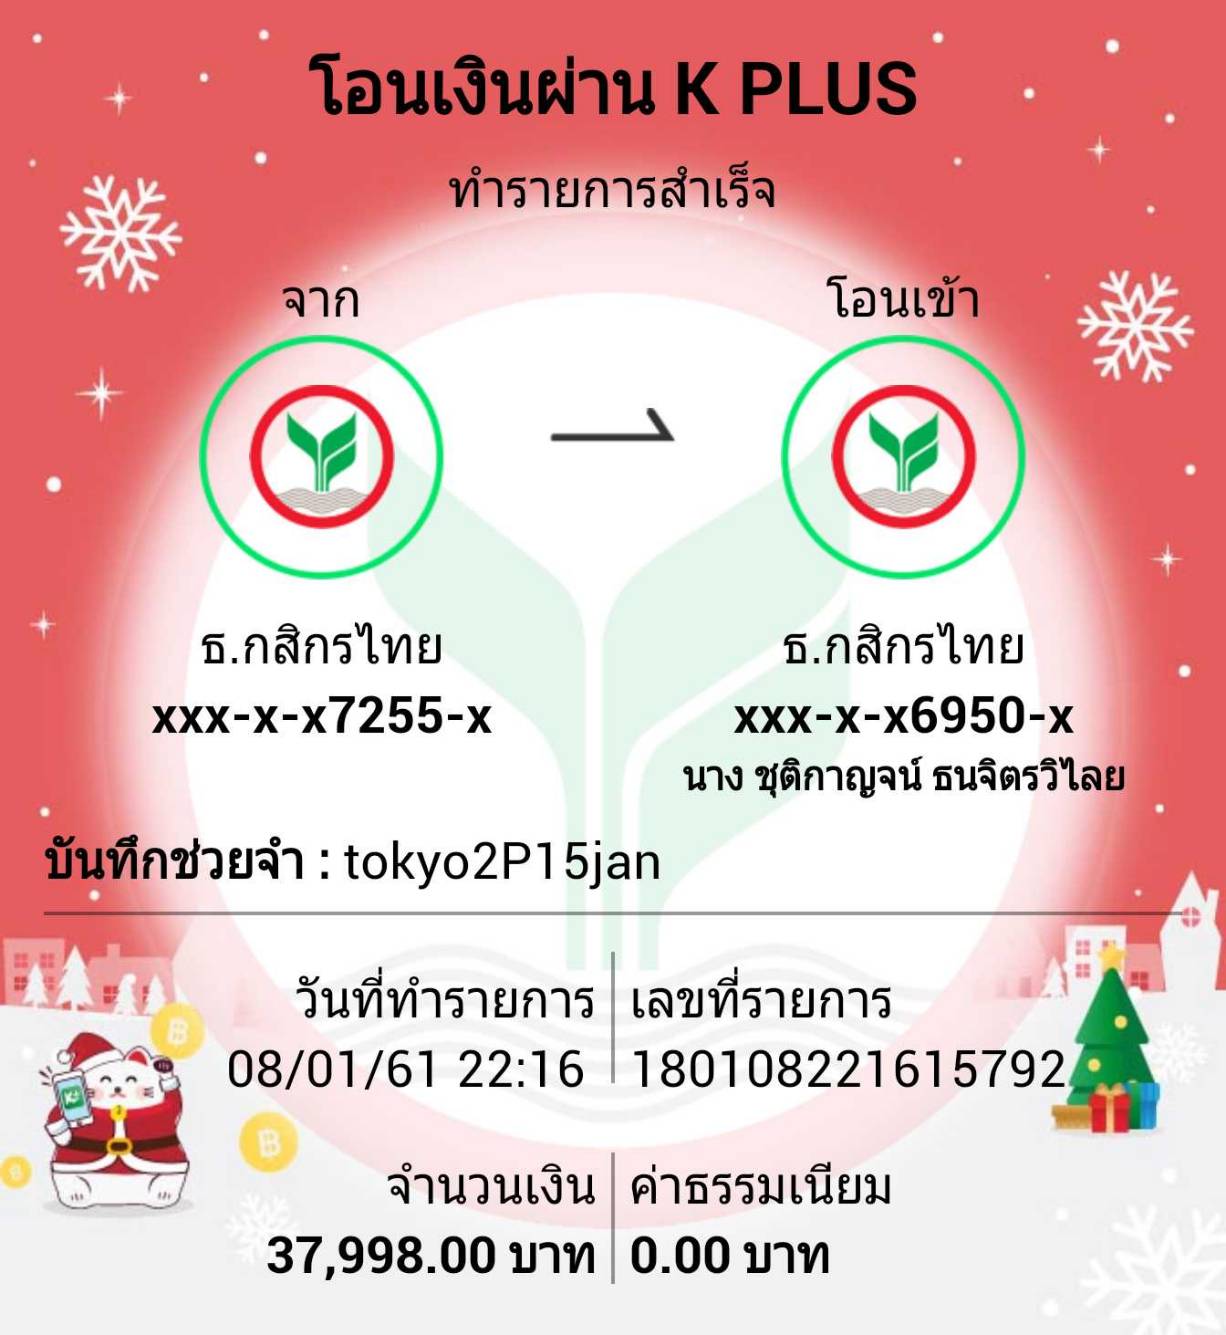 โอนเงินผ่าน K PLUS
ทำรายการสำเร็จ
จาก
โอนเข้า
ธ.กสิกรไทย
xxx-x-x7255-x
ธ.กสิกรไทย
xxx-x-x6950-x
นาง ชุติกาญจน์ ธนจิตรวิไลย
บันทึกช่วยจำ : tokyo2P15jan
วันที่ทำรายการ
08/01/61 22:16
เลขที่รายการ
180108221615792
จำนวนเงิน
37,998.00 บาท
ค่าธรรมเนียม
0.00 บาท